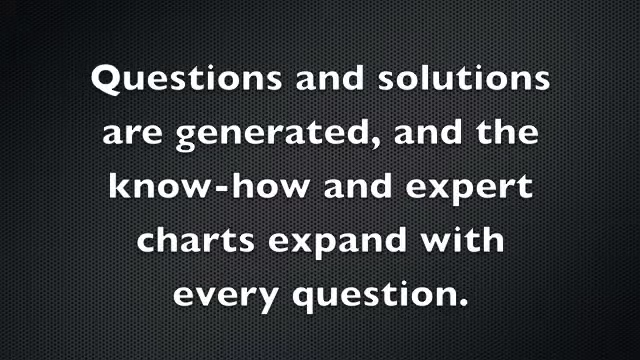 Questions and solutions
are generated, and the
know-how and expert
charts expand with
every question.